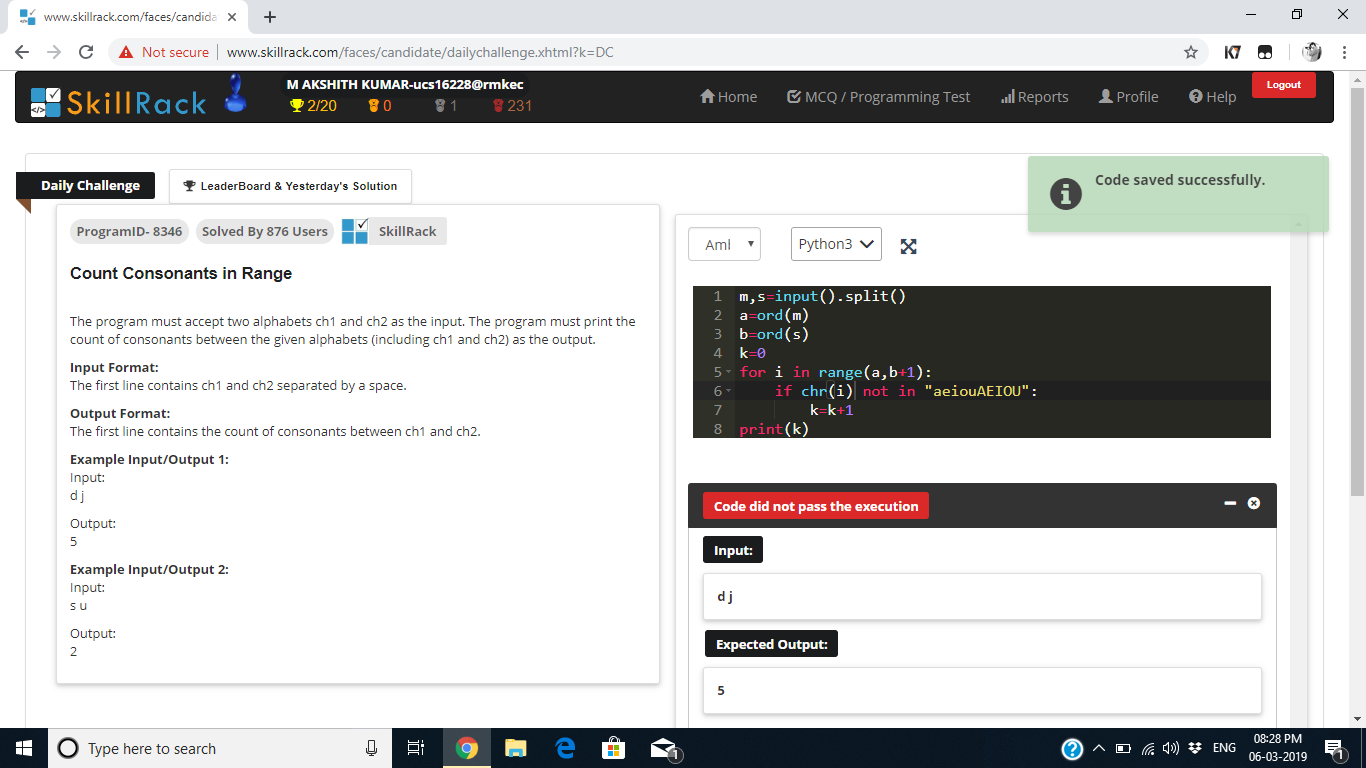 www.skillrack.com/faces/candida
Not secure www.skillrack.com/faces/candidate/dailychallenge.xhtml?k=DC
K7
SkillRack
M AKSHITH KUMAR-ucs16228@rmkec
2/20 0 1 231
Home MCQ / Programming Test Reports Profile Help Logout
Code saved successfully.
Daily Challenge LeaderBoard & Yesterday's Solution
ProgramID- 8346 Solved By 876 Users SkillRack
Count Consonants in Range
The program must accept two alphabets ch1 and ch2 as the input. The program must print the
count of consonants between the given alphabets (including ch1 and ch2) as the output.
Input Format:
The first line contains ch1 and ch2 separated by a space.
Output Format:
The first line contains the count of consonants between ch1 and ch2.
Example Input/Output 1:
Input:
d j
Output:
5
Example Input/Output 2:
Input:
s u
Output:
2
Aml Python3
1 m,s=input().split()
2 a=ord(m)
3 b=ord(s)
4 k=0
5 for i in range(a,b+1):
6 if chr(i) not in "aeiouAEIOU":
7 k=k+1
8 print(k)
Code did not pass the execution
Input:
d j
Expected Output:
5
Type here to search
1
ENG
08:28 PM
06-03-2019
1